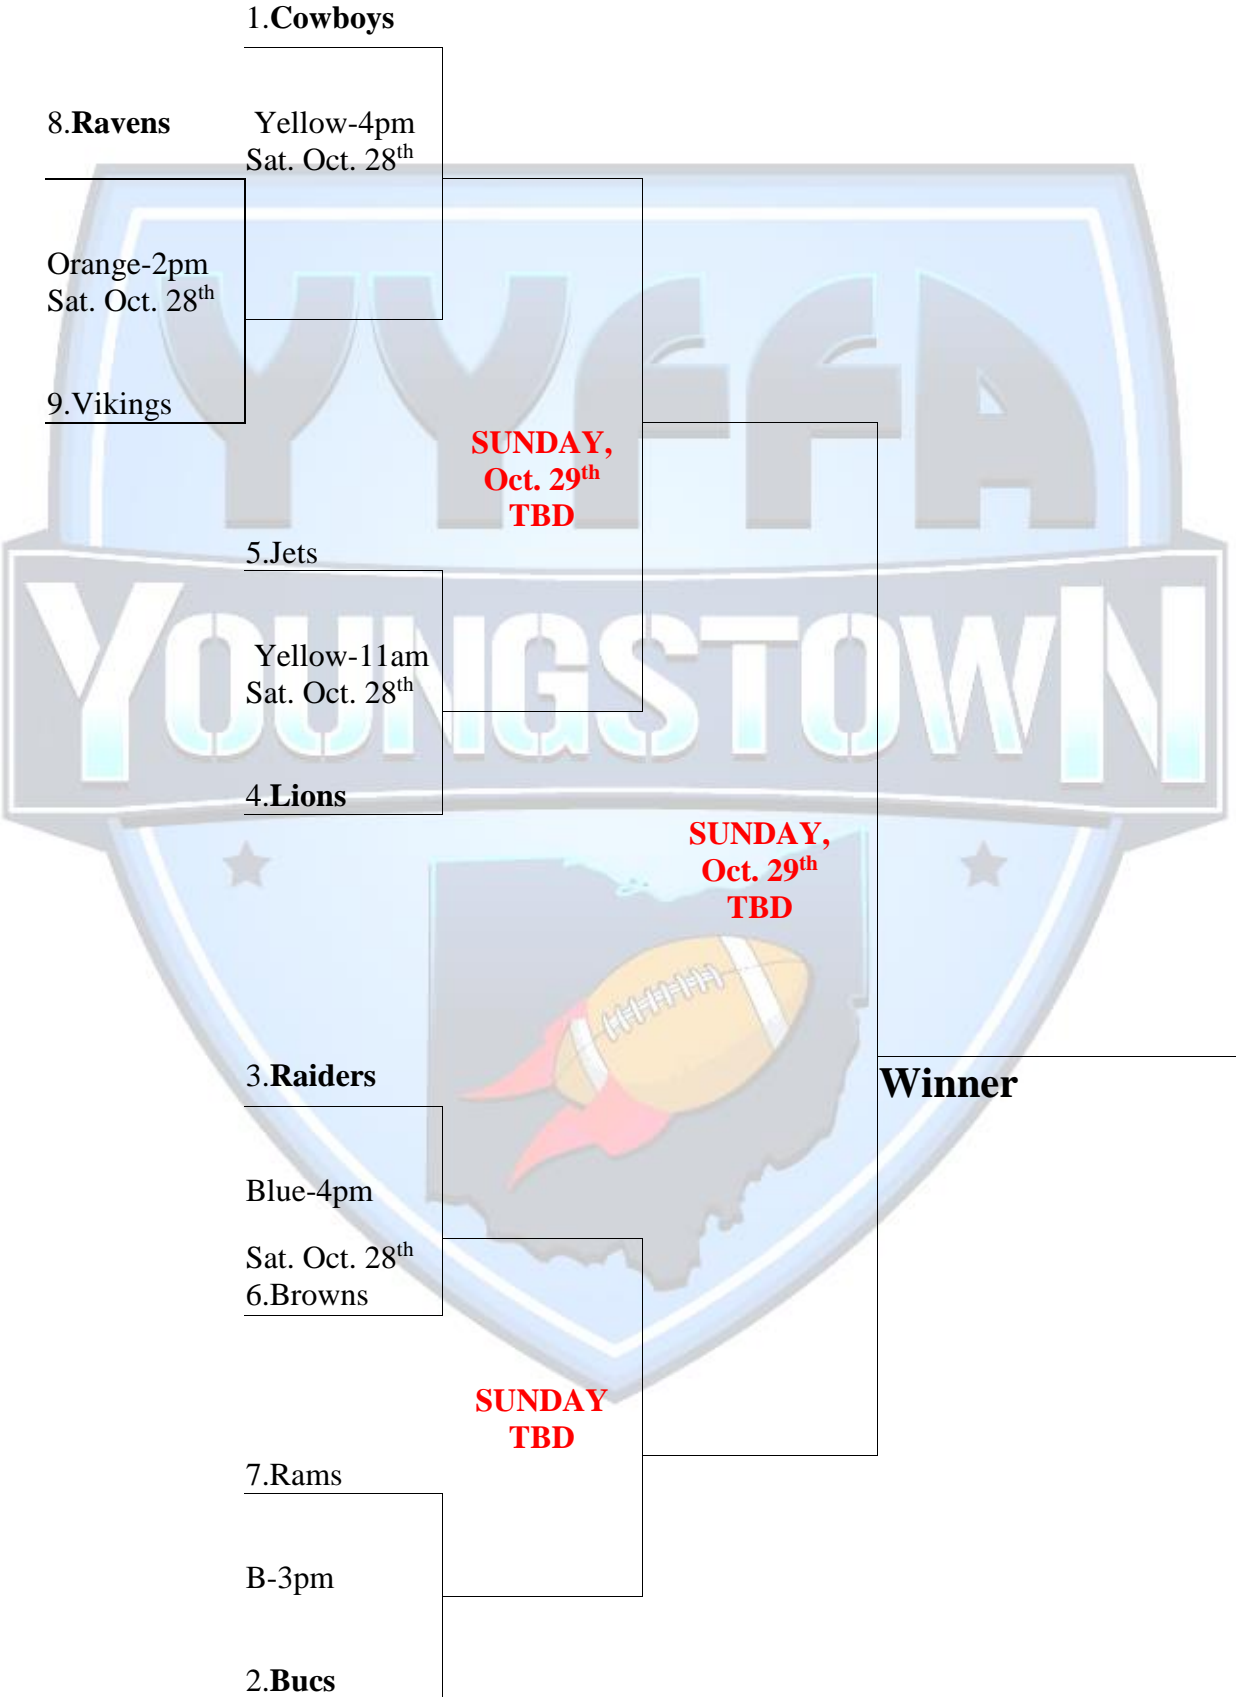 1.Cowboys
8.Ravens
Yellow-4pm
Sat. Oct. 28th
Orange-2pm
Sat. Oct. 28th
9.Vikings
SUNDAY,
Oct. 29th
TBD
5.Jets
Yellow-11am
Sat. Oct. 28th
4.Lions
SUNDAY,
Oct. 29th
TBD
3.Raiders
Winner
Blue-4pm
Sat. Oct. 28th
6.Browns
SUNDAY
TBD
7.Rams
B-3pm
2.Bucs
YYFFA
YOUNGSTOWN